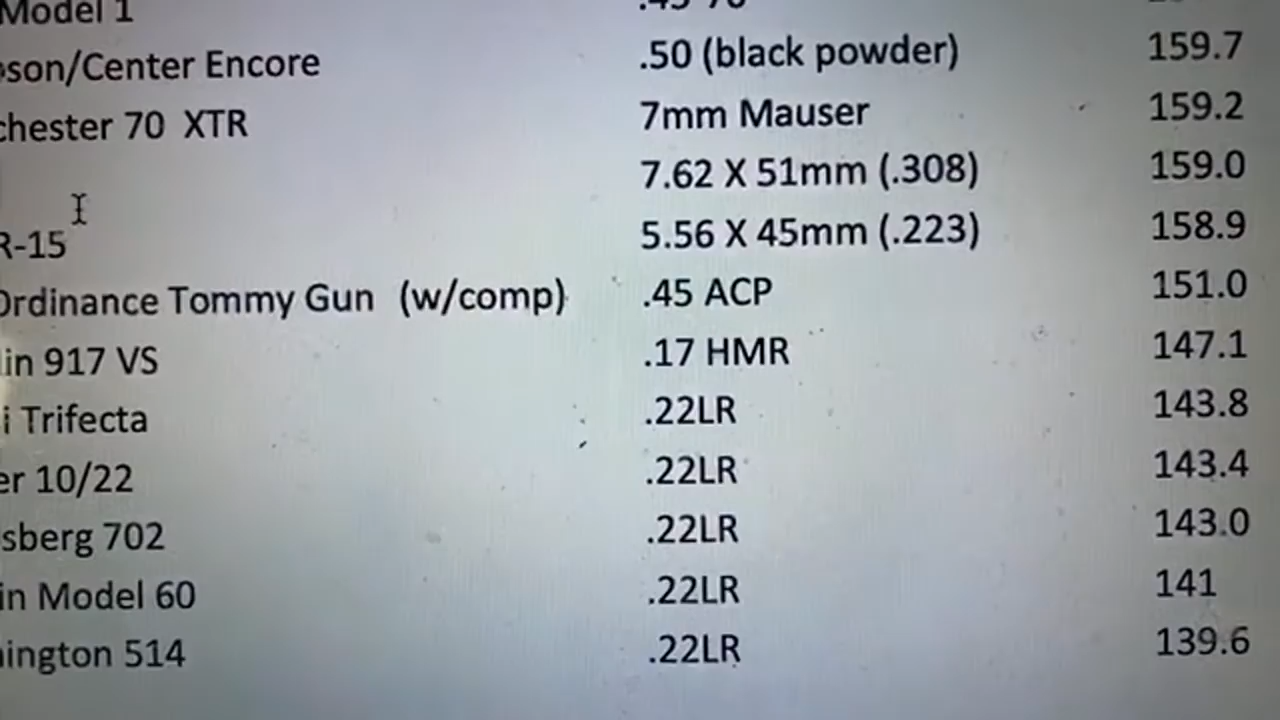 Model 1 .45 70
son/Center Encore .50 (black powder) 159.7
chester 70 XTR 7mm Mauser 159.2
7.62 X 51mm (.308) 159.0
R-15 5.56 X 45mm (.223) 158.9
Ordinance Tommy Gun (w/comp) .45 ACP 151.0
lin 917 VS .17 HMR 147.1
i Trifecta .22LR 143.8
er 10/22 .22LR 143.4
sberg 702 .22LR 143.0
in Model 60 .22LR 141
ington 514 .22LR 139.6